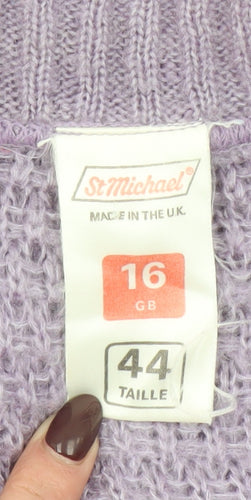 St Michael®
MADE IN THE U.K.
16
GB
44
TAILLE